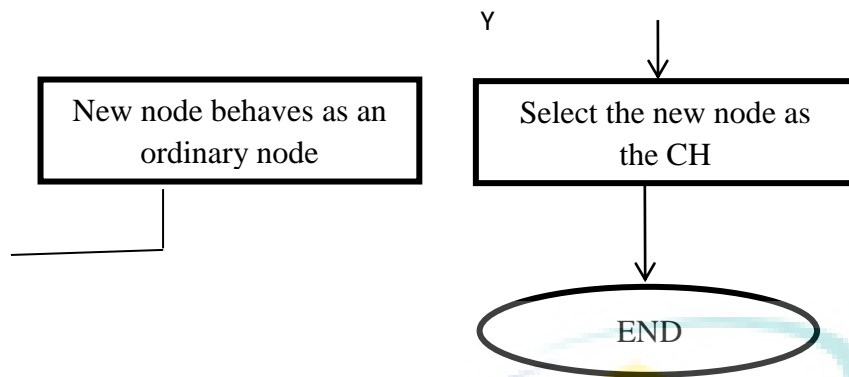 Y
New node behaves as an
ordinary node
Select the new node as
the CH
END